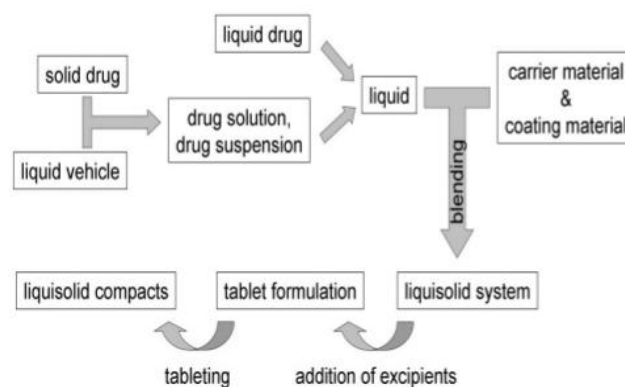 liquid drug
solid drug
liquid
carrier material
&
coating material
drug solution,
drug suspension
liquid vehicle
blending
liquisolid compacts
tablet formulation
liquisolid system
tableting
addition of excipients